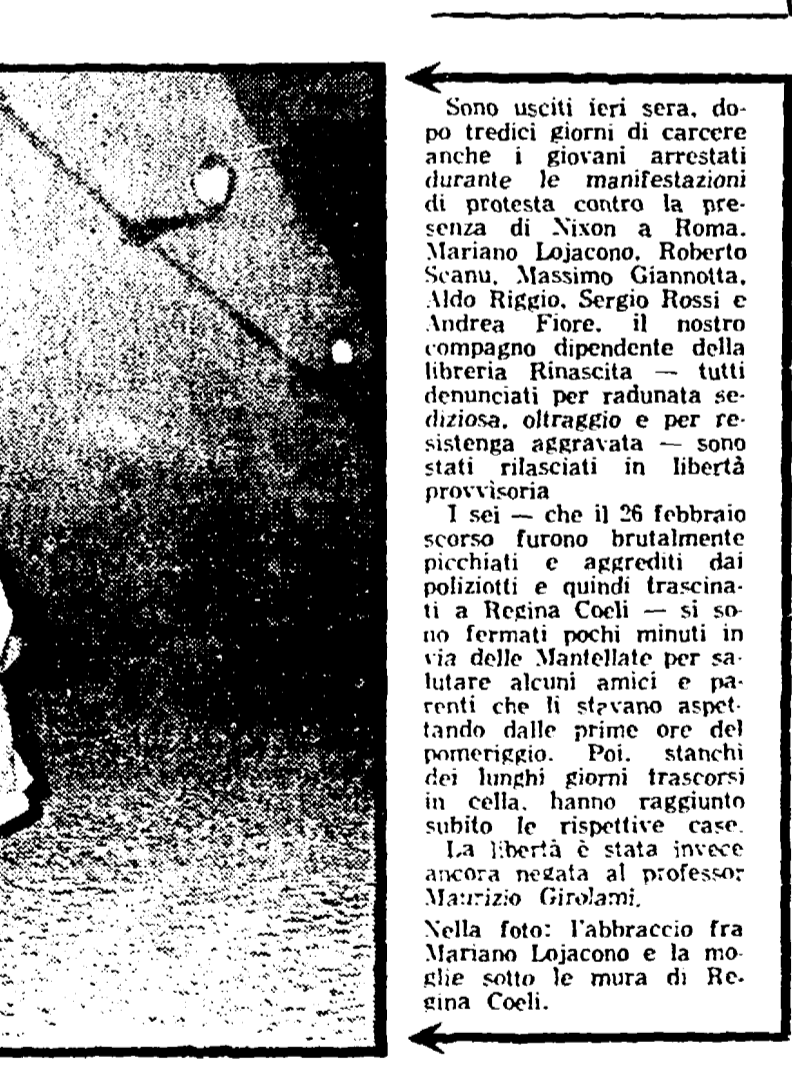 Sono usciti ieri sera, do-
po tredici giorni di carcere
anche i giovani arrestati
durante le manifestazioni
di protesta contro la pre-
senza di Nixon a Roma.
Mariano Lojacono, Roberto
Scanu, Massimo Giannotta,
Aldo Riggio, Sergio Rossi e
Andrea Fiore, il nostro
compagno dipendente della
libreria Rinascita — tutti
denunciati per radunata se-
diziosa, oltraggio e per re-
sistenga aggravata — sono
stati rilasciati in libertà
provvisoria
I sei — che il 26 febbraio
scorso furono brutalmente
picchiati e aggrediti dai
poliziotti e quindi trascina-
ti a Regina Coeli — si so-
no fermati pochi minuti in
via delle Mantellate per sa-
lutare alcuni amici e pa-
renti che li stavano aspet-
tando dalle prime ore del
pomeriggio. Poi, stanchi
dei lunghi giorni trascorsi
in cella, hanno raggiunto
subito le rispettive case.
La libertà è stata invece
ancora negata al professor
Maurizio Girolami.
Nella foto: l'abbraccio fra
Mariano Lojacono e la mo-
glie sotto le mura di Re-
gina Coeli.